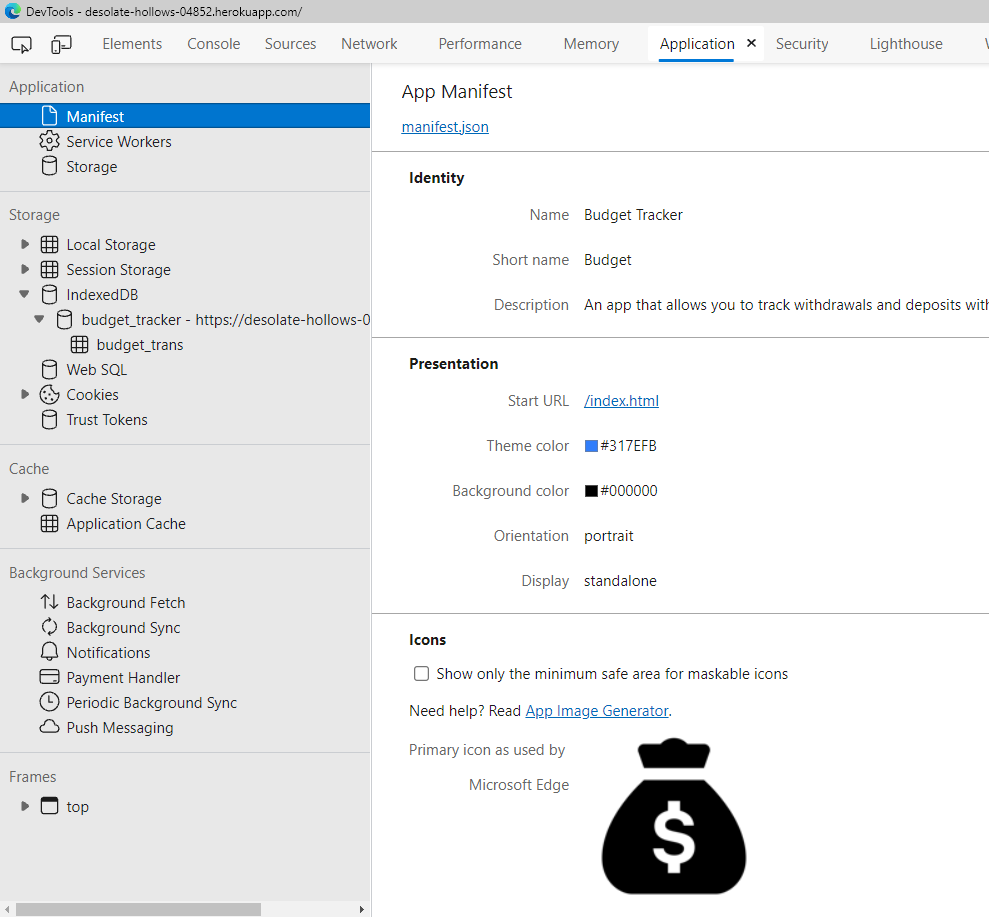 DevTools - desolate-hollows-04852.herokuapp.com/
Elements Console Sources Network Performance Memory Application × Security Lighthouse
Application
Manifest
Service Workers
Storage
Storage
Local Storage
Session Storage
IndexedDB
budget_tracker - https://desolate-hollows-0
budget_trans
Web SQL
Cookies
Trust Tokens
Cache
Cache Storage
Application Cache
Background Services
Background Fetch
Background Sync
Notifications
Payment Handler
Periodic Background Sync
Push Messaging
Frames
top
App Manifest
manifest.json
Identity
Name Budget Tracker
Short name Budget
Description An app that allows you to track withdrawals and deposits with
Presentation
Start URL /index.html
Theme color #317EFB
Background color #000000
Orientation portrait
Display standalone
Icons
Show only the minimum safe area for maskable icons
Need help? Read App Image Generator.
Primary icon as used by
Microsoft Edge
$